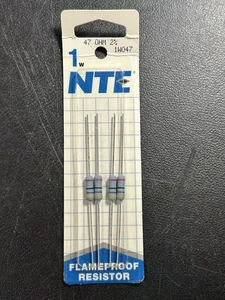 47 OHM 2%
1W047
1W
NTE
FLAMEPROOF
RESISTOR